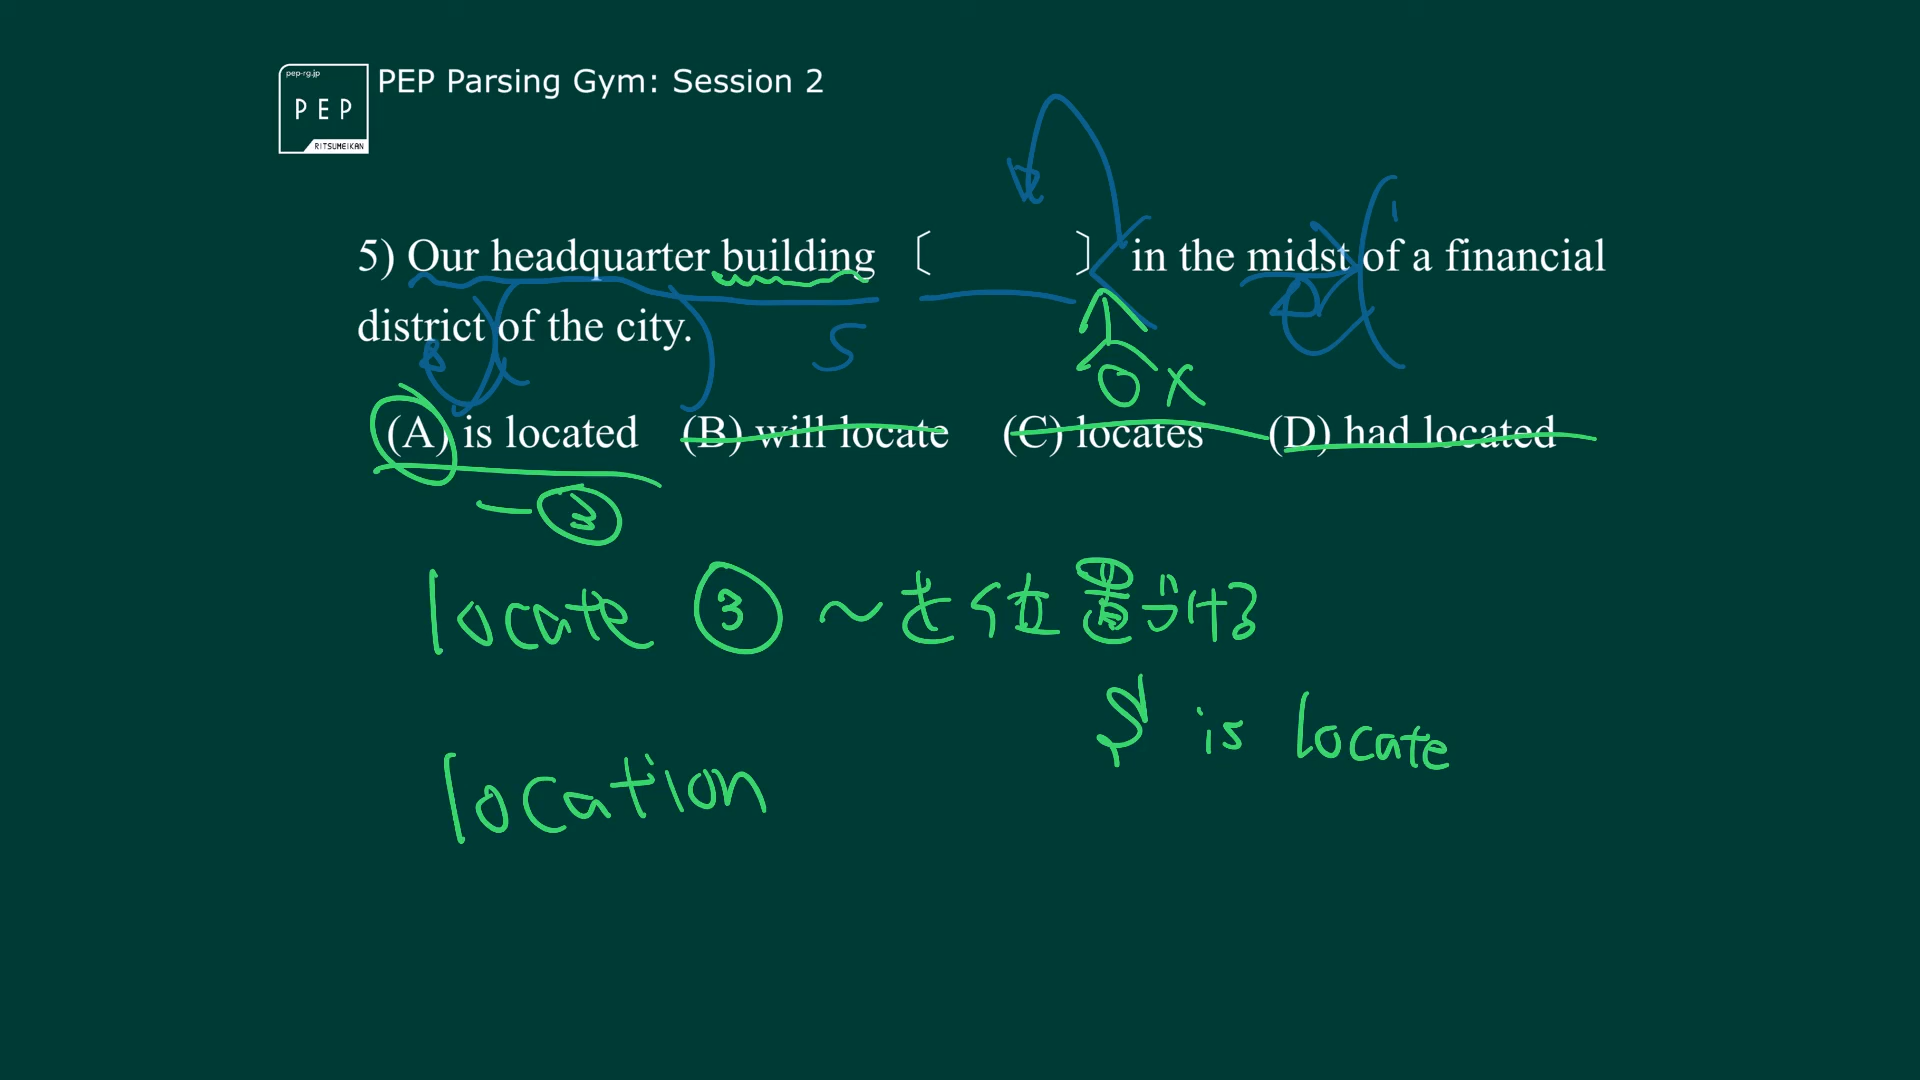 pep-rg.jp
PEP
RITSUMEIKAN
PEP Parsing Gym: Session 2
5) Our headquarter building 〔 〕 in the midst of a financial
district of the city.
S
O X
(A) is located (B) will locate (C) locates (D) had located
- ③
locate ③ ~を位置づける
S is locate
location